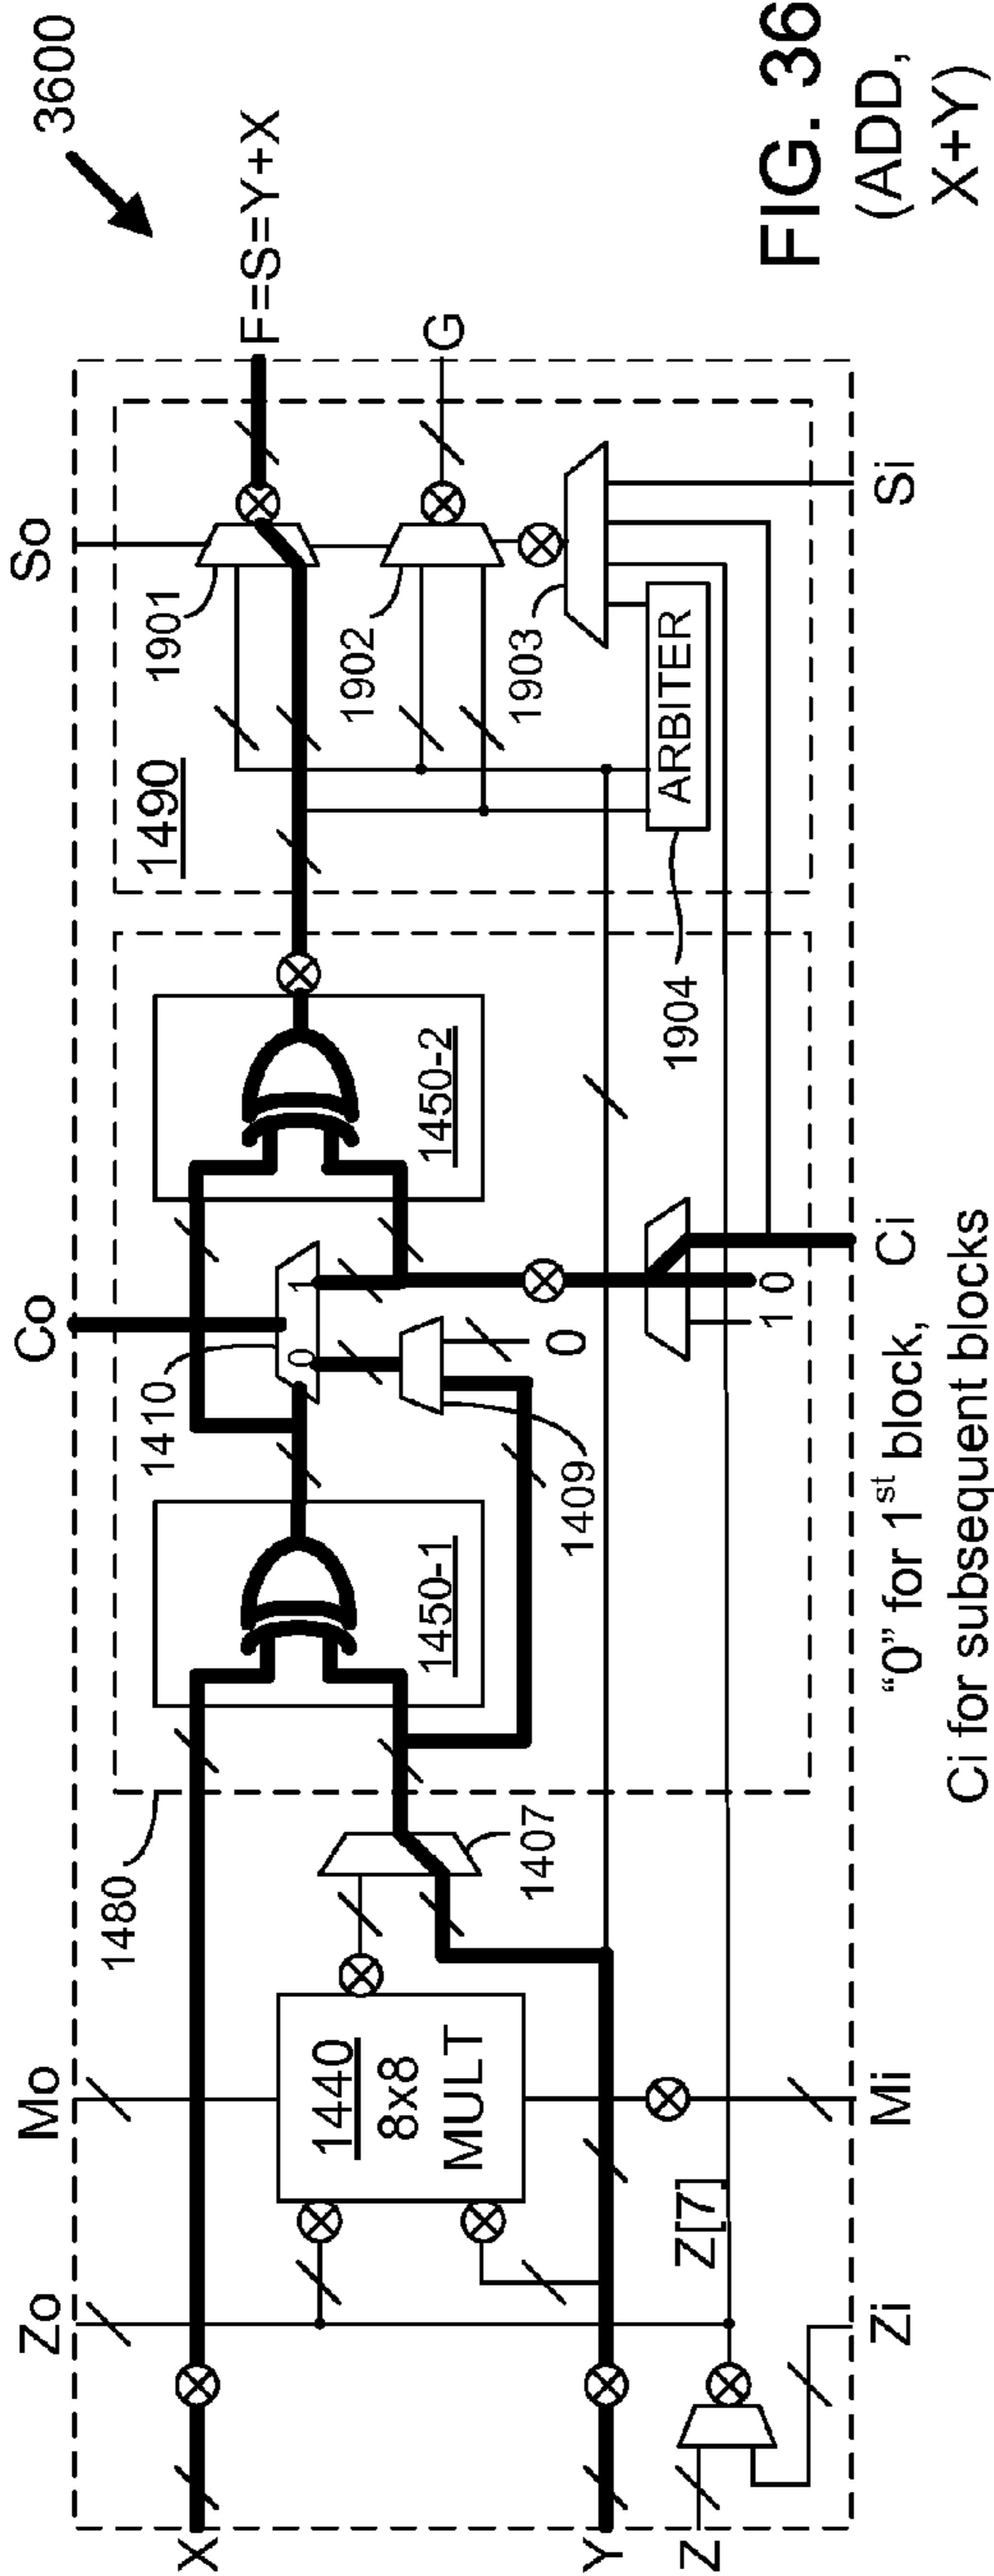 3600
Zo
Mo
Co
So
X
Y
Z
1480
1440
8x8
MULT
1407
Z[7]
1450-1
1410
0
1
1409
0
1450-2
1 0
1490
1901
1902
1903
1904
ARBITER
F=S=Y+X
G
Zi
Mi
Ci
Si
“0” for 1st block,
Ci for subsequent blocks
FIG. 36
(ADD,
X+Y)